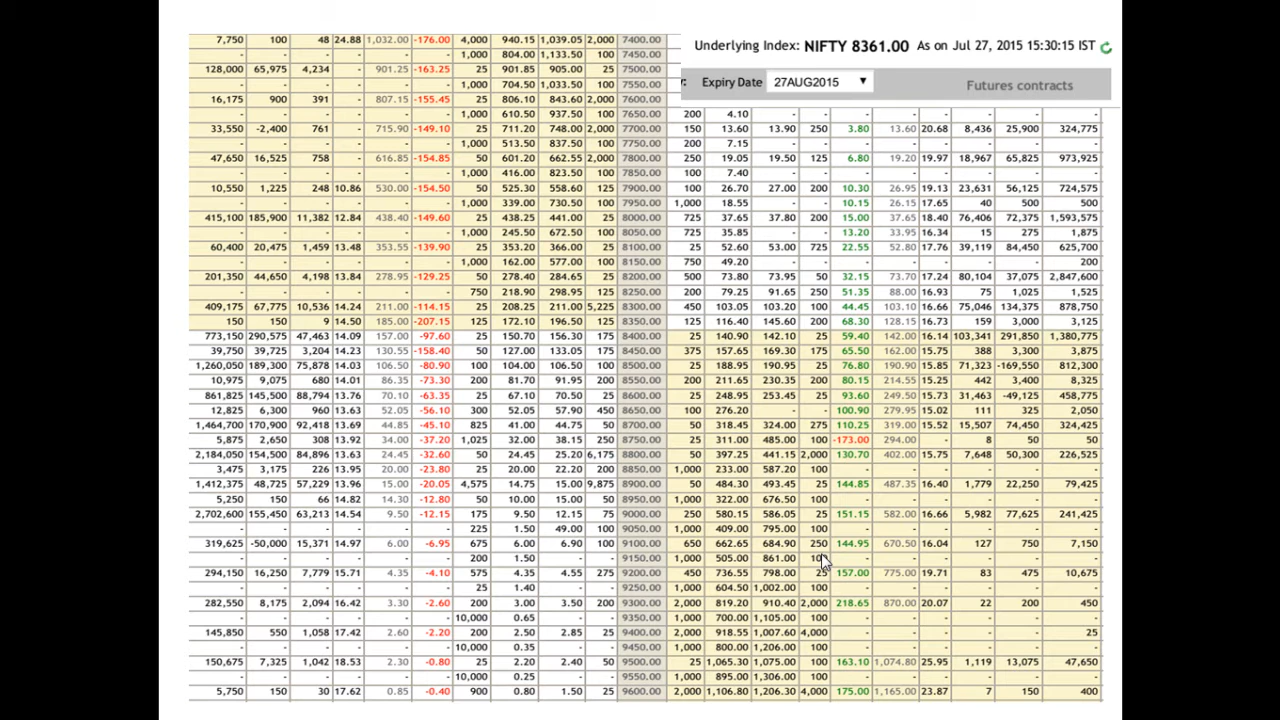 Underlying Index: NIFTY 8361.00 As on Jul 27, 2015 15:30:15 IST
: Expiry Date 27AUG2015 Futures contracts
7,750 100 48 24.88 1,032.00 -176.00 4,000 940.15 1,039.05 2,000 7400.00
- - - - - - 1,000 804.00 1,133.50 100 7450.00
128,000 65,975 4,234 - 901.25 -163.25 25 901.85 905.00 25 7500.00
- - - - - - 1,000 704.50 1,033.50 100 7550.00
16,175 900 391 - 807.15 -155.45 25 806.10 843.60 2,000 7600.00
- - - - - - 1,000 610.50 937.50 100 7650.00 200 4.10 - - - - - - - -
33,550 -2,400 761 - 715.90 -149.10 25 711.20 748.00 2,000 7700.00 150 13.60 13.90 250 3.80 13.60 20.68 8,436 25,900 324,775
- - - - - - 1,000 513.50 837.50 100 7750.00 200 7.15 - - - - - - - -
47,650 16,525 758 - 616.85 -154.85 50 601.20 662.55 2,000 7800.00 150 19.05 19.50 125 6.80 19.20 19.97 18,967 65,825 973,925
- - - - - - 1,000 416.00 823.50 100 7850.00 100 7.40 - - - - - - - -
10,550 1,225 248 10.86 530.00 -154.50 50 525.30 558.60 125 7900.00 100 26.70 27.00 200 10.30 26.95 19.13 23,631 56,125 724,575
- - - - - - 1,000 339.00 730.50 100 7950.00 1,000 18.55 - - 10.15 26.15 17.65 40 500 500
415,100 185,900 11,382 12.84 438.40 -149.60 25 438.25 441.00 25 8000.00 725 37.65 37.80 200 15.00 37.65 18.40 76,406 72,375 1,593,575
- - - - - - 1,000 245.50 672.50 100 8050.00 725 35.85 - - 13.20 33.95 16.34 15 275 1,875
60,400 20,475 1,459 13.48 353.55 -139.90 25 353.20 366.00 25 8100.00 25 52.60 53.00 725 22.55 52.80 17.76 39,119 84,450 625,700
- - - - - - 1,000 162.00 577.00 100 8150.00 750 49.20 - - - - - - - 200
201,350 44,650 4,198 13.84 278.95 -129.25 50 278.40 284.65 25 8200.00 500 73.80 73.95 50 32.15 73.70 17.24 80,104 37,075 2,847,600
- - - - - - 750 218.90 298.95 125 8250.00 200 79.25 91.65 250 51.35 88.00 16.93 75 1,025 1,525
409,175 67,775 10,536 14.24 211.00 -114.15 25 208.25 211.00 5,225 8300.00 450 103.05 103.20 100 44.45 103.10 16.66 75,046 134,375 878,750
150 150 9 14.50 185.00 -207.15 125 172.10 196.50 125 8350.00 125 116.40 145.60 200 68.30 128.15 16.73 159 3,000 3,125
773,150 290,575 47,463 14.09 157.00 -97.60 25 150.70 156.30 175 8400.00 25 140.90 142.10 25 59.40 142.00 16.14 103,341 291,850 1,380,775
39,750 39,725 3,204 14.23 130.55 -158.40 50 127.00 133.05 175 8450.00 375 157.65 169.30 175 65.50 162.00 15.75 388 3,300 3,875
1,260,050 189,300 75,878 14.03 106.50 -80.90 100 104.00 106.50 100 8500.00 25 188.95 190.95 25 76.80 190.90 15.85 71,323 -169,550 812,300
10,975 9,075 680 14.01 86.35 -73.30 200 81.70 91.95 200 8550.00 200 211.65 230.35 200 80.15 214.55 15.25 442 3,400 8,325
861,825 145,500 88,794 13.76 70.10 -63.35 25 67.10 70.50 25 8600.00 25 248.95 253.45 25 93.60 249.50 15.73 31,463 -49,125 458,775
12,825 6,300 960 13.63 52.05 -56.10 300 52.05 57.90 450 8650.00 100 276.20 - - 100.90 279.95 15.02 111 325 2,050
1,464,700 170,900 92,418 13.69 44.85 -45.10 825 41.00 44.75 50 8700.00 50 318.45 324.00 275 110.25 319.00 15.52 15,507 74,450 324,425
5,875 2,650 308 13.92 34.00 -37.20 1,025 32.00 38.15 250 8750.00 25 311.00 485.00 100 -173.00 294.00 - 8 50 50
2,184,050 154,500 84,896 13.63 24.45 -32.60 50 24.45 25.20 6,175 8800.00 50 397.25 441.15 2,000 130.70 402.00 15.75 7,648 50,300 226,525
3,475 3,175 226 13.95 20.00 -23.80 25 20.00 22.20 200 8850.00 1,000 233.00 587.20 100 - - - - - -
1,412,375 48,725 57,229 13.96 15.00 -20.05 4,575 14.75 15.00 9,875 8900.00 50 484.30 493.45 25 144.85 487.35 16.40 1,779 22,250 79,425
5,250 150 66 14.82 14.30 -12.80 50 10.00 15.00 50 8950.00 1,000 322.00 676.50 100 - - - - - -
2,702,600 155,450 63,213 14.54 9.50 -12.15 175 9.50 12.15 75 9000.00 250 580.15 586.05 25 151.15 582.00 16.66 5,982 77,625 241,425
- - - - - - 225 1.50 49.00 100 9050.00 1,000 409.00 795.00 100 - - - - - -
319,625 -50,000 15,371 14.97 6.00 -6.95 675 6.00 6.90 100 9100.00 650 662.65 684.90 250 144.95 670.50 16.04 127 750 7,150
- - - - - - 200 1.50 - - 9150.00 1,000 505.00 861.00 100 - - - - - -
294,150 16,250 7,779 15.71 4.35 -4.10 575 4.35 4.55 275 9200.00 450 736.55 798.00 25 157.00 775.00 19.71 83 475 10,675
- - - - - - 25 1.40 - - 9250.00 1,000 604.50 1,002.00 100 - - - - - -
282,550 8,175 2,094 16.42 3.30 -2.60 200 3.00 3.50 200 9300.00 2,000 819.20 910.40 2,000 218.65 870.00 20.07 22 200 450
- - - - - - 10,000 0.65 - - 9350.00 1,000 700.00 1,105.00 100 - - - - - -
145,850 550 1,058 17.42 2.60 -2.20 200 2.50 2.85 25 9400.00 2,000 918.55 1,007.60 4,000 - - - - - 25
- - - - - - 10,000 0.35 - - 9450.00 1,000 800.00 1,206.00 100 - - - - - -
150,675 7,325 1,042 18.53 2.30 -0.80 25 2.20 2.40 50 9500.00 25 1,065.30 1,075.00 100 163.10 1,074.80 25.95 1,119 13,075 47,650
- - - - - - 10,000 0.25 - - 9550.00 1,000 895.00 1,306.00 100 - - - - - -
5,750 150 30 17.62 0.85 -0.40 900 0.80 1.50 25 9600.00 2,000 1,106.80 1,206.30 4,000 175.00 1,165.00 23.87 7 150 400